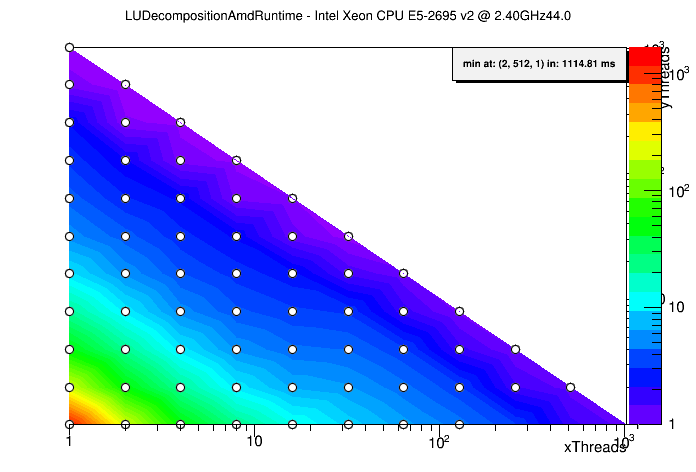 LUDecompositionAmdRuntime - Intel Xeon CPU E5-2695 v2 @ 2.40GHz44.0
min at: (2, 512, 1) in: 1114.81 ms
yThreads
10³
10³
10²
10
1
1
10
10²
10³
xThreads